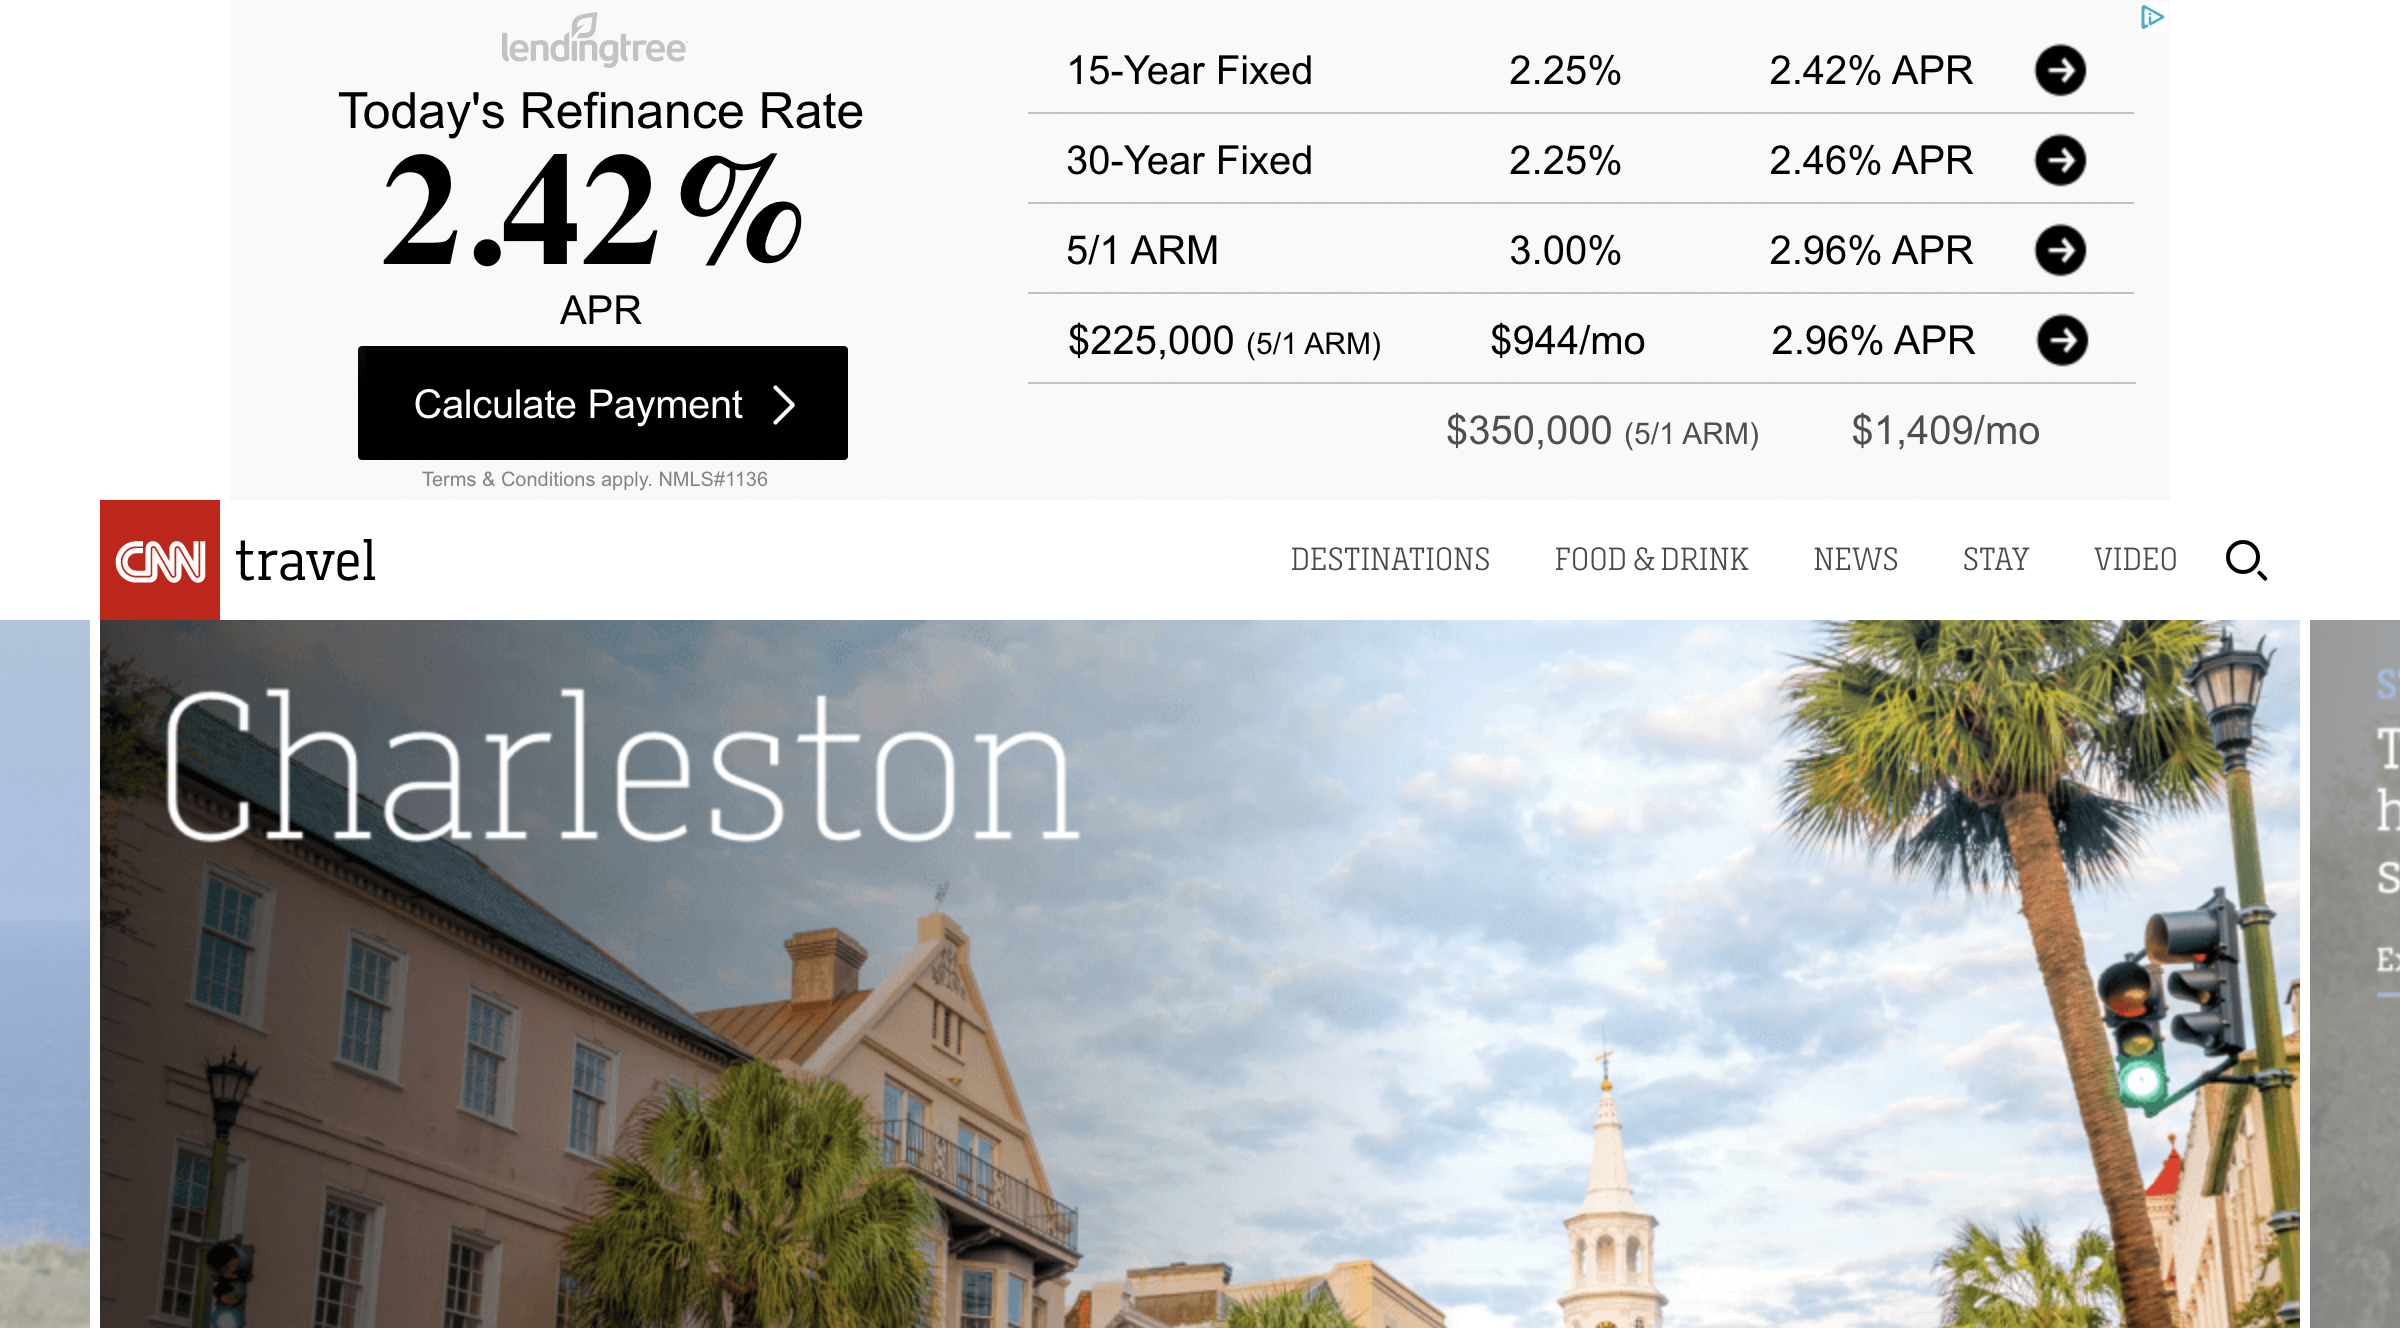 lendingtree
Today's Refinance Rate
2.42%
APR
Calculate Payment
Terms & Conditions apply. NMLS#1136
15-Year Fixed 2.25% 2.42% APR
30-Year Fixed 2.25% 2.46% APR
5/1 ARM 3.00% 2.96% APR
$225,000 (5/1 ARM) $944/mo 2.96% APR
$350,000 (5/1 ARM) $1,409/mo
CNN travel
DESTINATIONS FOOD & DRINK NEWS STAY VIDEO
Charleston